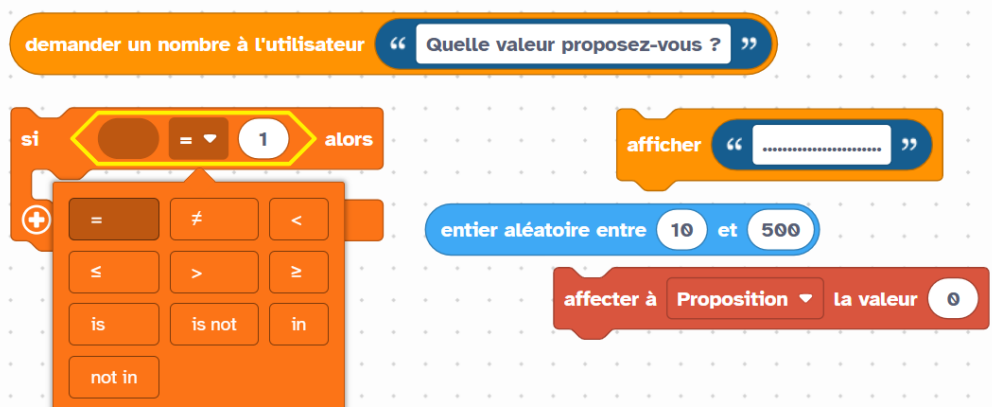 demander un nombre à l'utilisateur “ Quelle valeur proposez-vous ? ”
si = 1 alors
afficher “ ........................ ”
= ≠ <
entier aléatoire entre 10 et 500
≤ > ≥
affecter à Proposition la valeur 0
is is not in
not in